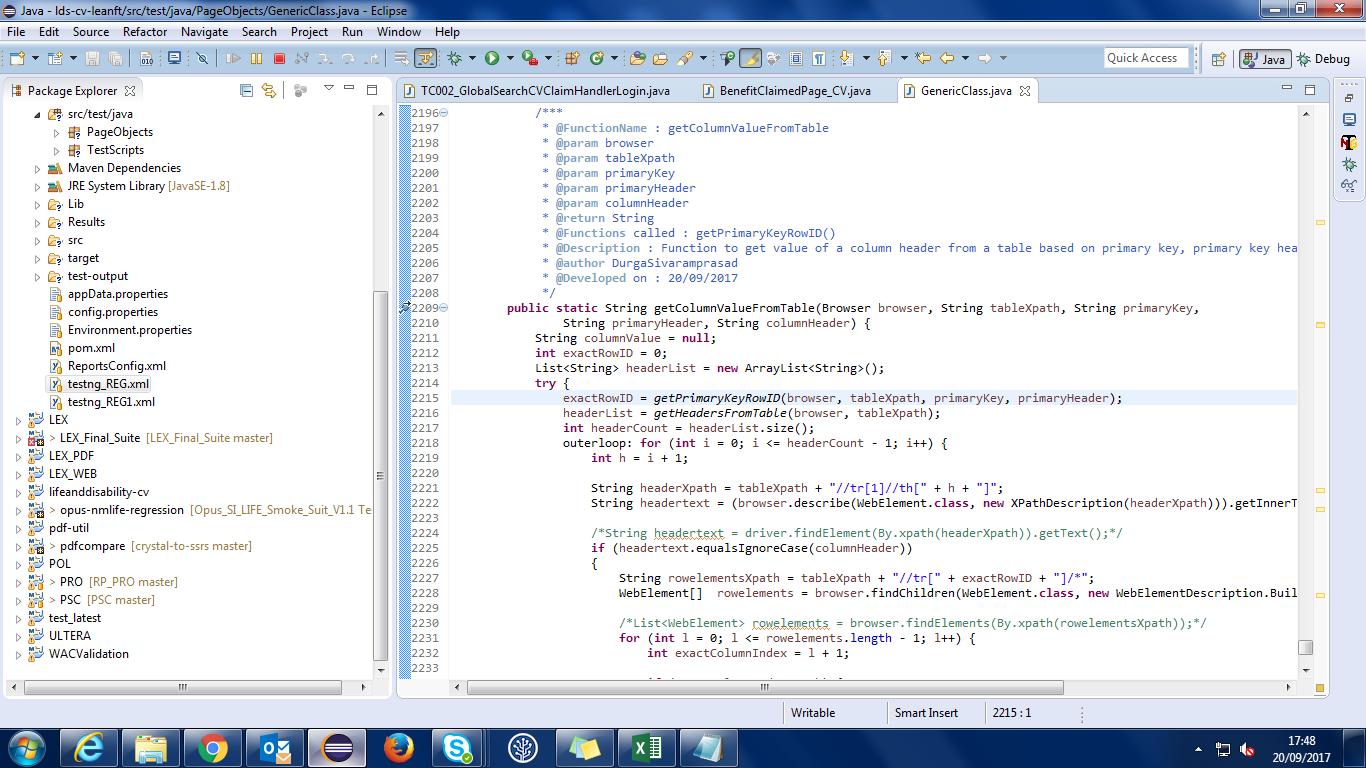 Java - lds-cv-leanft/src/test/java/PageObjects/GenericClass.java - Eclipse
File Edit Source Refactor Navigate Search Project Run Window Help
Quick Access
Java
Debug
Package Explorer
src/test/java
PageObjects
TestScripts
Maven Dependencies
JRE System Library [JavaSE-1.8]
Lib
Results
src
target
test-output
appData.properties
config.properties
Environment.properties
pom.xml
ReportsConfig.xml
testng_REG.xml
testng_REG1.xml
LEX
> LEX_Final_Suite [LEX_Final_Suite master]
LEX_PDF
LEX_WEB
lifeanddisability-cv
> opus-nmlife-regression [Opus_SI_LIFE_Smoke_Suit_V1.1 Te
pdf-util
> pdfcompare [crystal-to-ssrs master]
POL
> PRO [RP_PRO master]
> PSC [PSC master]
test_latest
ULTERA
WACValidation
TC002_GlobalSearchCVClaimHandlerLogin.java
BenefitClaimedPage_CV.java
GenericClass.java
2196 /***
2197 * @FunctionName : getColumnValueFromTable
2198 * @param browser
2199 * @param tableXpath
2200 * @param primaryKey
2201 * @param primaryHeader
2202 * @param columnHeader
2203 * @return String
2204 * @Functions called : getPrimaryKeyRowID()
2205 * @Description : Function to get value of a column header from a table based on primary key, primary key hea
2206 * @author DurgaSivaramprasad
2207 * @Developed on : 20/09/2017
2208 */
2209 public static String getColumnValueFromTable(Browser browser, String tableXpath, String primaryKey,
2210 String primaryHeader, String columnHeader) {
2211 String columnValue = null;
2212 int exactRowID = 0;
2213 List<String> headerList = new ArrayList<String>();
2214 try {
2215 exactRowID = getPrimaryKeyRowID(browser, tableXpath, primaryKey, primaryHeader);
2216 headerList = getHeadersFromTable(browser, tableXpath);
2217 int headerCount = headerList.size();
2218 outerloop: for (int i = 0; i <= headerCount - 1; i++) {
2219 int h = i + 1;
2220
2221 String headerXpath = tableXpath + "//tr[1]//th[" + h + "]";
2222 String headertext = (browser.describe(WebElement.class, new XPathDescription(headerXpath))).getInnerT
2223
2224 /*String headertext = driver.findElement(By.xpath(headerXpath)).getText();*/
2225 if (headertext.equalsIgnoreCase(columnHeader))
2226 {
2227 String rowelementsXpath = tableXpath + "//tr[" + exactRowID + "]/*";
2228 WebElement[] rowelements = browser.findChildren(WebElement.class, new WebElementDescription.Buil
2229
2230 /*List<WebElement> rowelements = browser.findElements(By.xpath(rowelementsXpath));*/
2231 for (int l = 0; l <= rowelements.length - 1; l++) {
2232 int exactColumnIndex = l + 1;
2233
Writable
Smart Insert
2215 : 1
17:48
20/09/2017